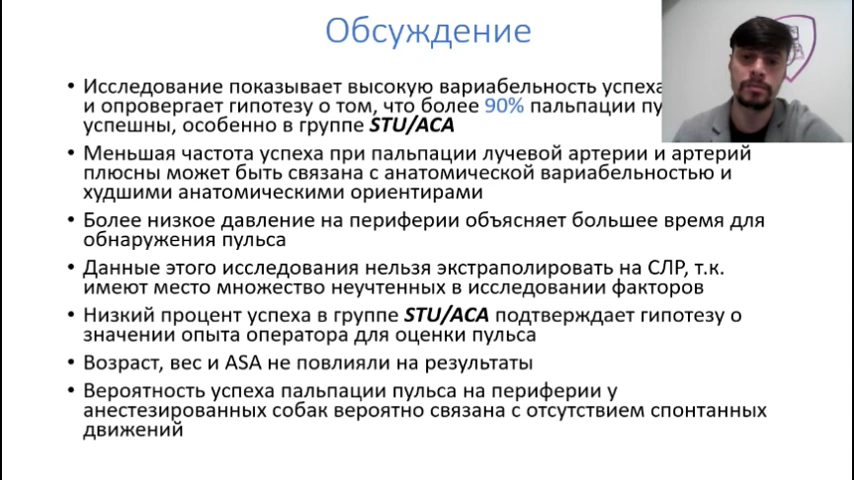 Обсуждение
• Исследование показывает высокую вариабельность успеха
и опровергает гипотезу о том, что более 90% пальпации пу
успешны, особенно в группе STU/ACA
• Меньшая частота успеха при пальпации лучевой артерии и артерий
плюсны может быть связана с анатомической вариабельностью и
худшими анатомическими ориентирами
• Более низкое давление на периферии объясняет большее время для
обнаружения пульса
• Данные этого исследования нельзя экстраполировать на СЛР, т.к.
имеют место множество неучтенных в исследовании факторов
• Низкий процент успеха в группе STU/ACA подтверждает гипотезу о
значении опыта оператора для оценки пульса
• Возраст, вес и ASA не повлияли на результаты
• Вероятность успеха пальпации пульса на периферии у
анестезированных собак вероятно связана с отсутствием спонтанных
движений